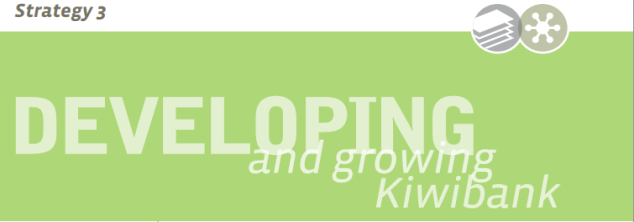 Strategy 3
DEVELOPING
and growing
Kiwibank